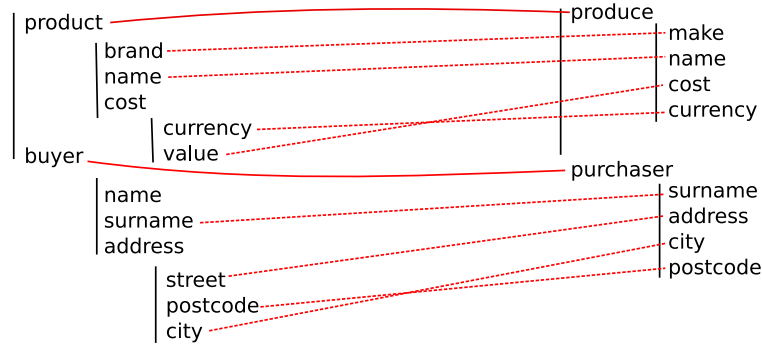 product
brand
name
cost
currency
value
buyer
name
surname
address
street
postcode
city
produce
make
name
cost
currency
purchaser
surname
address
city
postcode